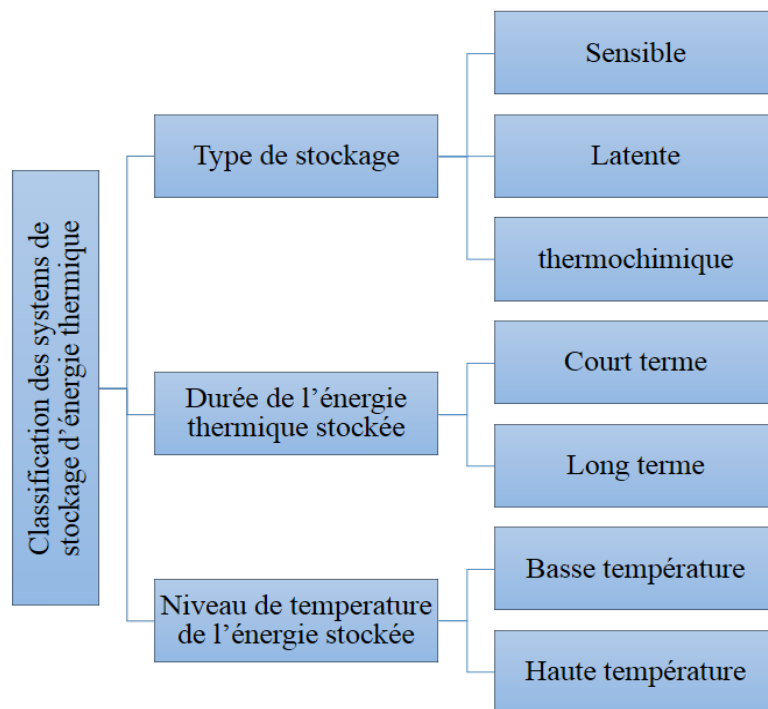 Classification des systems de
stockage d’énergie thermique
Type de stockage
Sensible
Latente
thermochimique
Durée de l’énergie
thermique stockée
Court terme
Long terme
Niveau de temperature
de l’énergie stockée
Basse température
Haute température